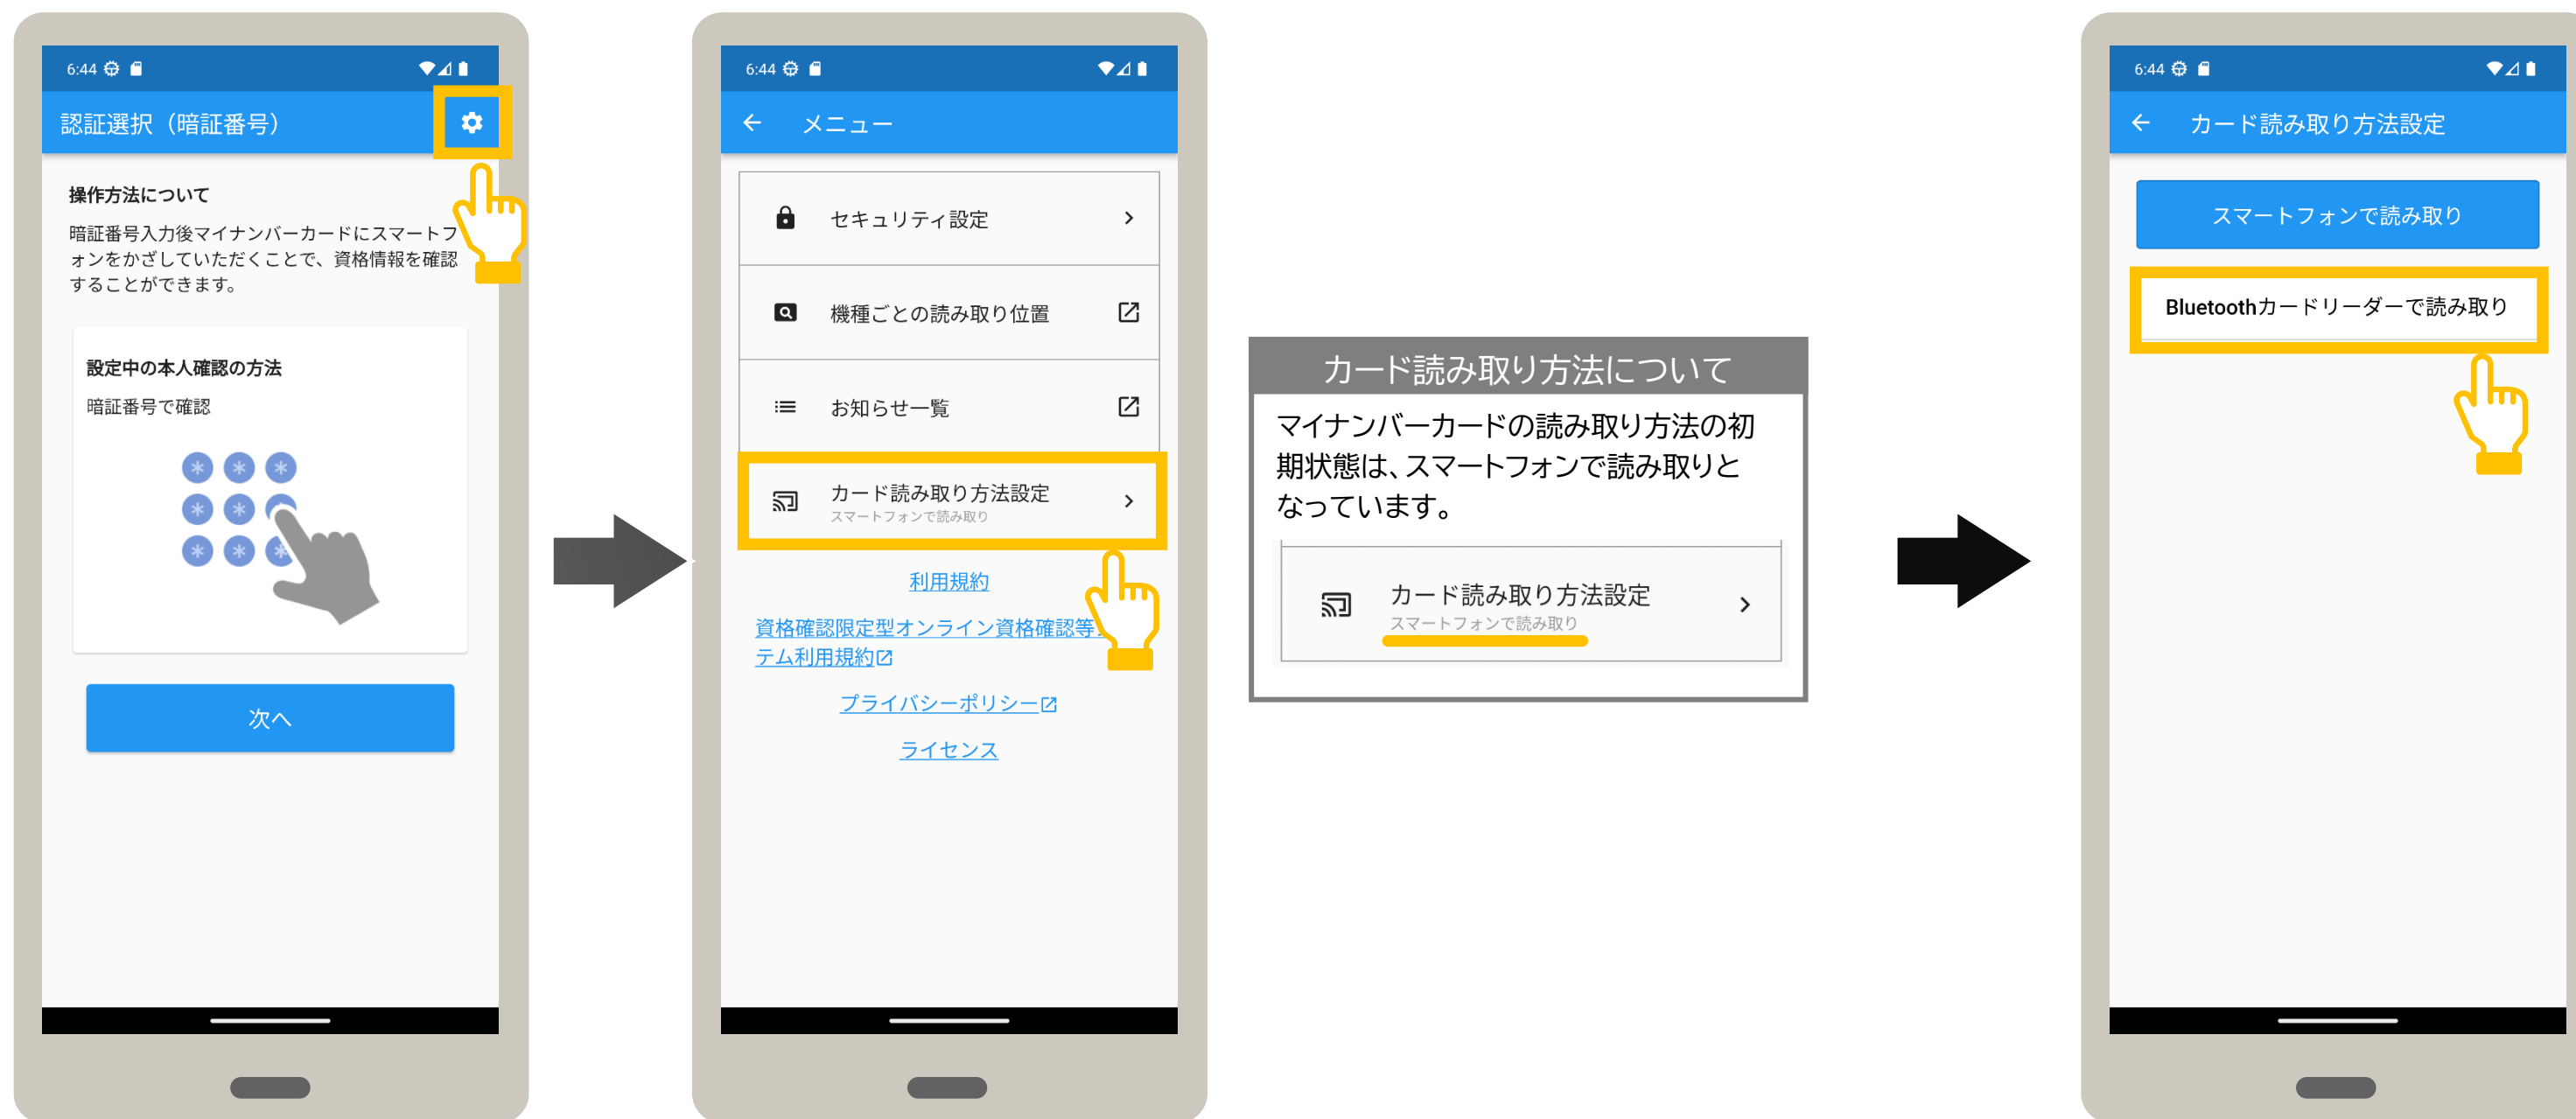 6:44
認証選択（暗証番号）
操作方法について
暗証番号入力後マイナンバーカードにスマートフ
ォンをかざしていただくことで、資格情報を確認
することができます。
設定中の本人確認の方法
暗証番号で確認
次へ
6:44
メニュー
セキュリティ設定
機種ごとの読み取り位置
お知らせ一覧
カード読み取り方法設定
スマートフォンで読み取り
利用規約
資格確認限定型オンライン資格確認等
テム利用規約
プライバシーポリシー
ライセンス
カード読み取り方法について
マイナンバーカードの読み取り方法の初
期状態は、スマートフォンで読み取りと
なっています。
カード読み取り方法設定
スマートフォンで読み取り
6:44
カード読み取り方法設定
スマートフォンで読み取り
Bluetoothカードリーダーで読み取り